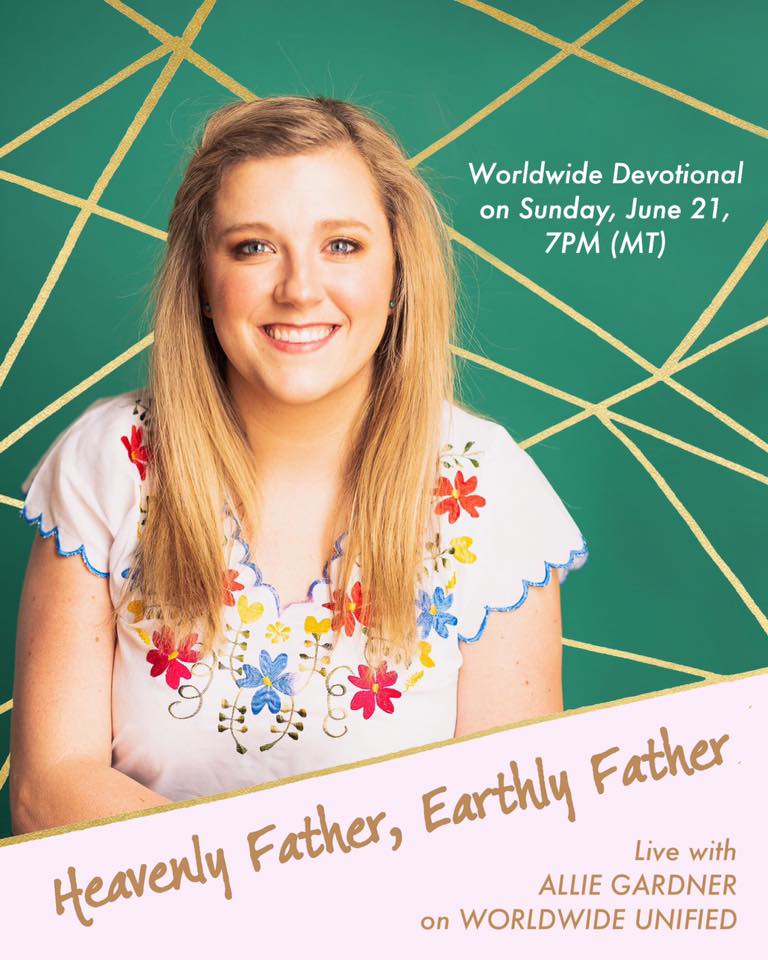 Worldwide Devotional
on Sunday, June 21,
7PM (MT)
Heavenly Father, Earthly Father
Live with
ALLIE GARDNER
on WORLDWIDE UNIFIED